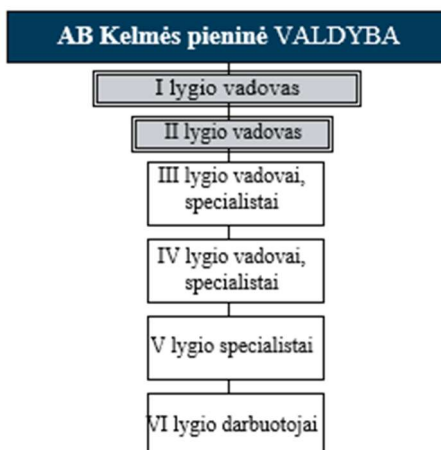 AB Kelmės pieninė VALDYBA
I lygio vadovas
II lygio vadovas
III lygio vadovai,
specialistai
IV lygio vadovai,
specialistai
V lygio specialistai
VI lygio darbuotojai